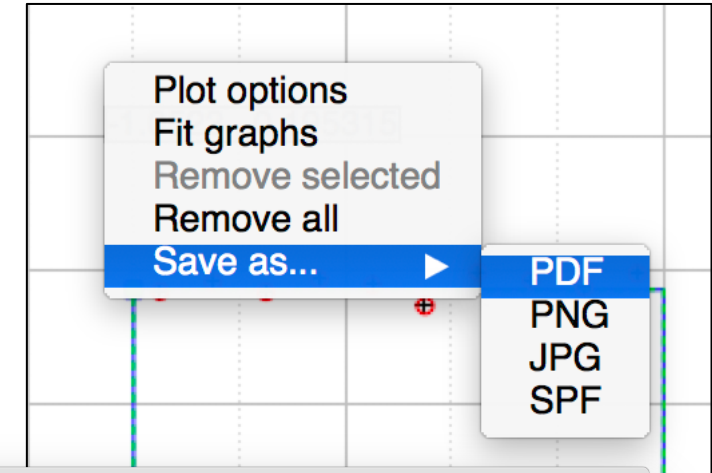 Plot options
Fit graphs
Remove selected
Remove all
Save as...
PDF
PNG
JPG
SPF